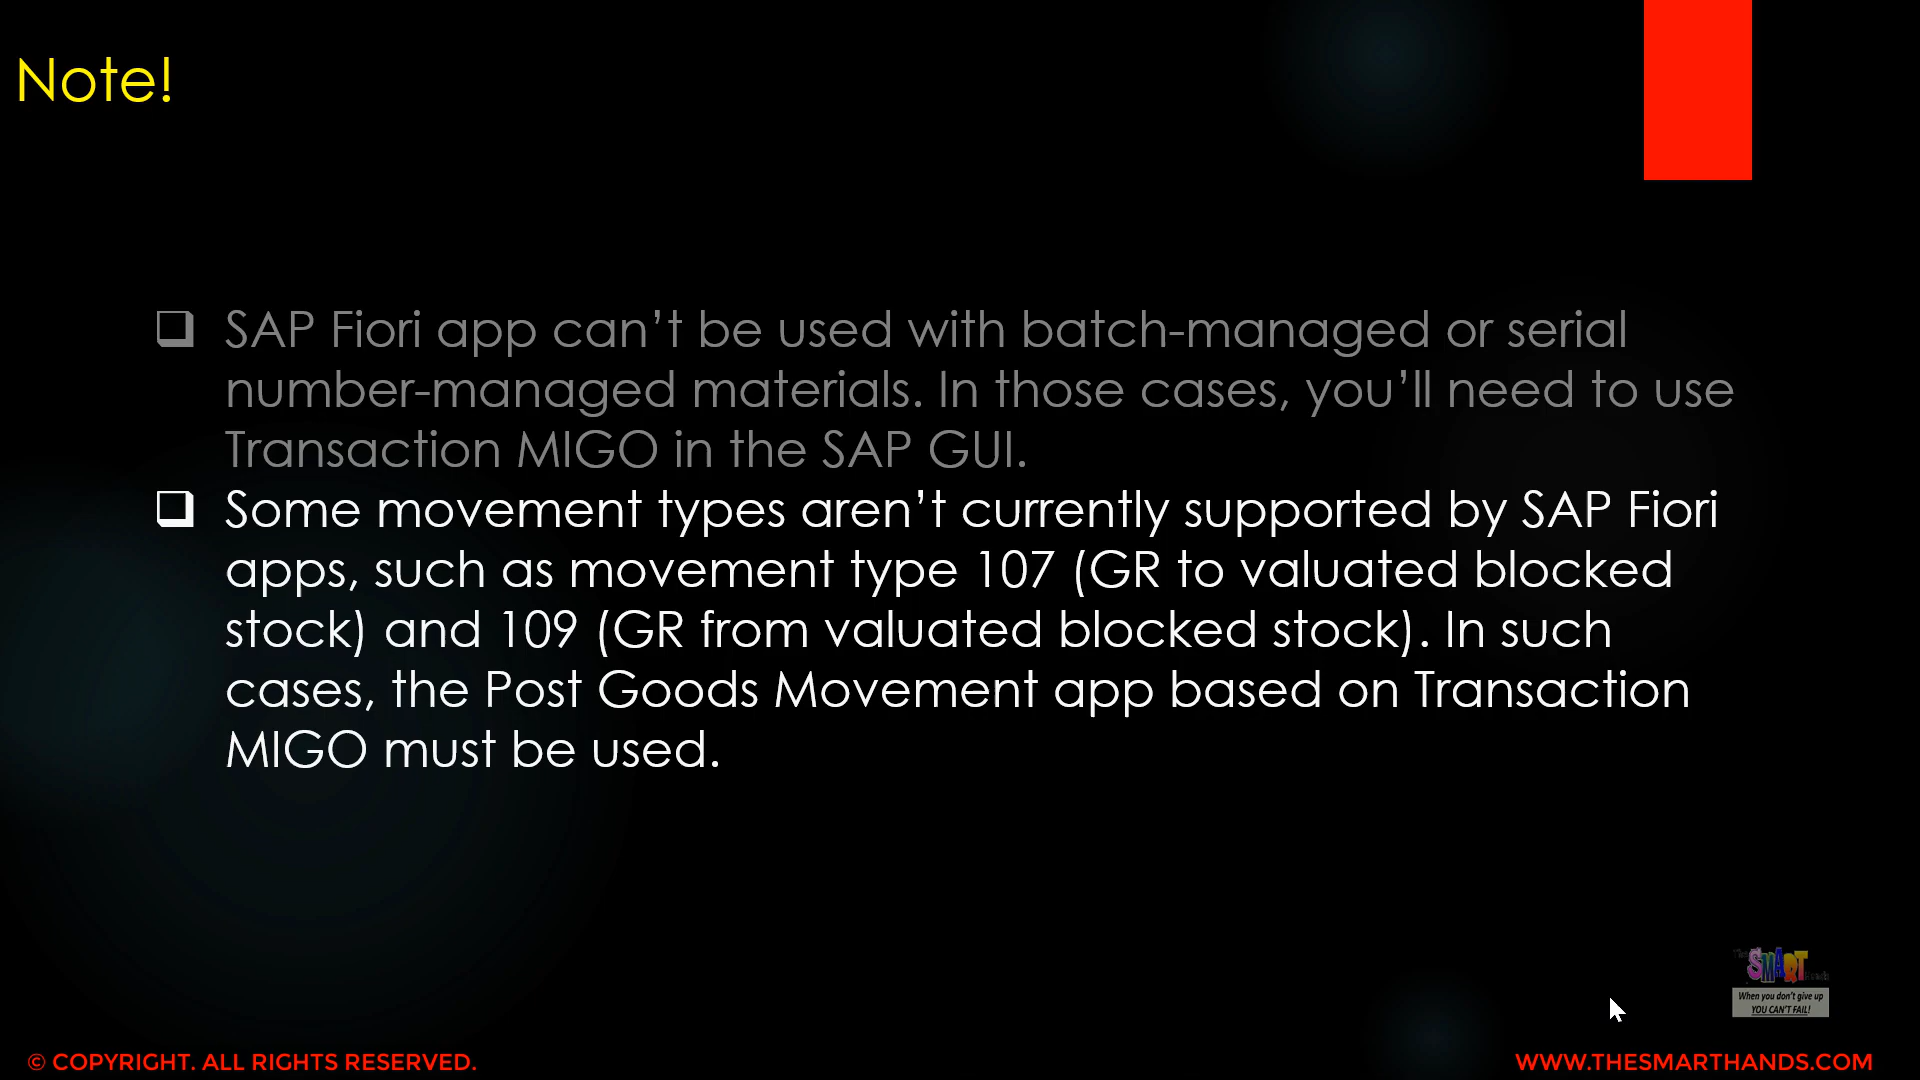 Note!
SAP Fiori app can’t be used with batch-managed or serial
number-managed materials. In those cases, you’ll need to use
Transaction MIGO in the SAP GUI.
Some movement types aren’t currently supported by SAP Fiori
apps, such as movement type 107 (GR to valuated blocked
stock) and 109 (GR from valuated blocked stock). In such
cases, the Post Goods Movement app based on Transaction
MIGO must be used.
The
SMART
Hands
When you don't give up
YOU CAN'T FAIL!
© COPYRIGHT. ALL RIGHTS RESERVED.
WWW.THESMARTHANDS.COM